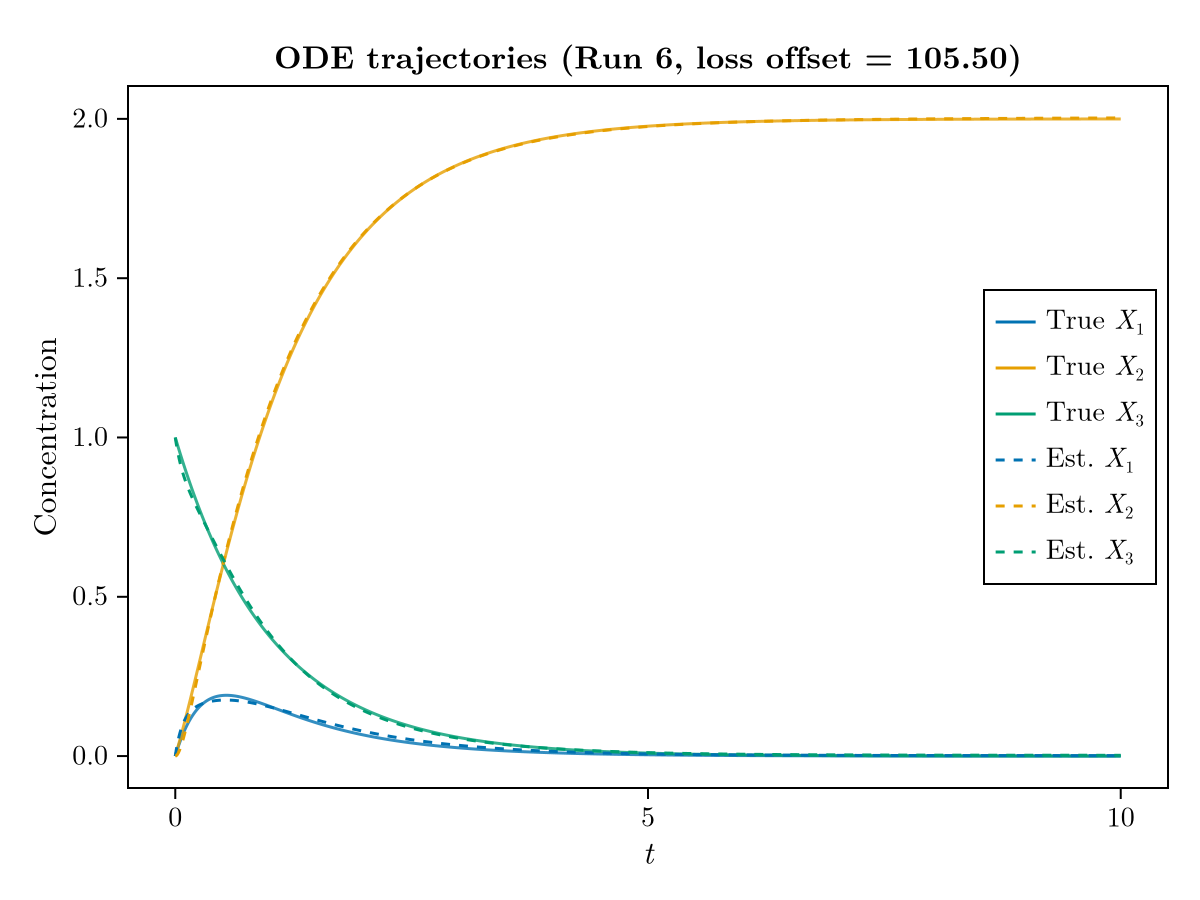 ODE trajectories (Run 6, loss offset = 105.50)
Concentration
2.0
1.5
1.0
0.5
0.0
0
5
10
t
True X₁
True X₂
True X₃
Est. X₁
Est. X₂
Est. X₃